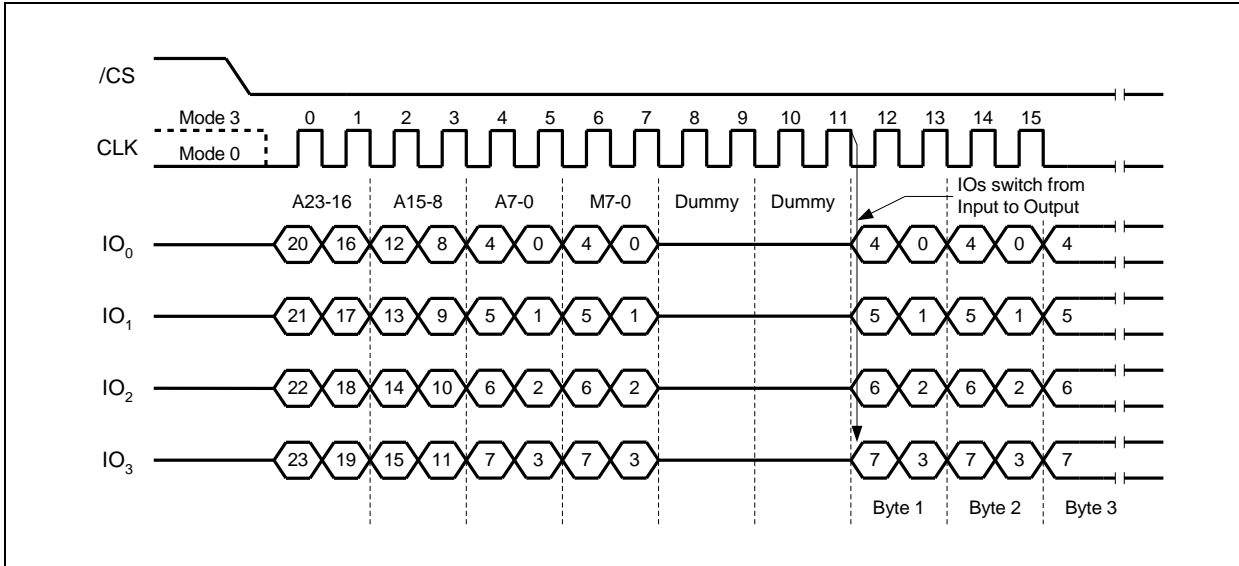 /CS
Mode 3 0 1 2 3 4 5 6 7 8 9 10 11 12 13 14 15
CLK
Mode 0
A23-16 A15-8 A7-0 M7-0 Dummy Dummy IOs switch from
Input to Output
IO0 20 16 12 8 4 0 4 0 4 0 4 0 4
IO1 21 17 13 9 5 1 5 1 5 1 5 1 5
IO2 22 18 14 10 6 2 6 2 6 2 6 2 6
IO3 23 19 15 11 7 3 7 3 7 3 7 3 7
Byte 1 Byte 2 Byte 3